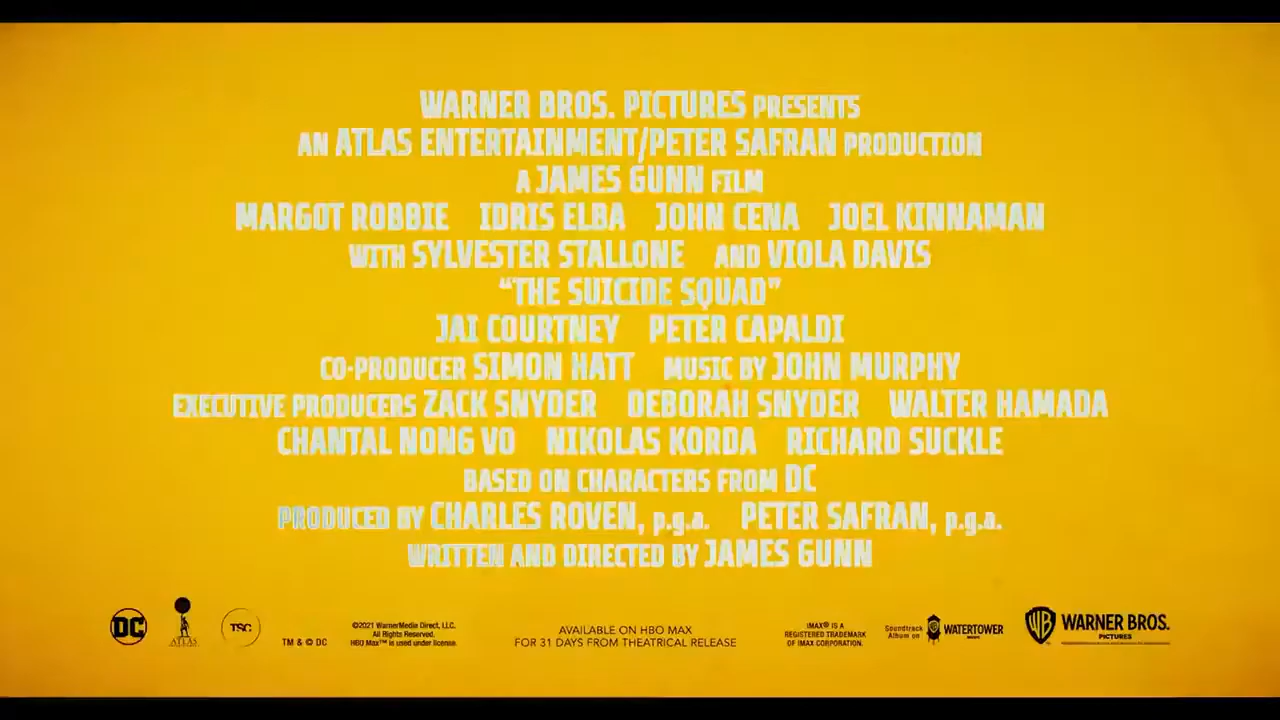 WARNER BROS. PICTURES PRESENTS
AN ATLAS ENTERTAINMENT/PETER SAFRAN PRODUCTION
A JAMES GUNN FILM
MARGOT ROBBIE IDRIS ELBA JOHN CENA JOEL KINNAMAN
WITH SYLVESTER STALLONE AND VIOLA DAVIS
“THE SUICIDE SQUAD”
JAI COURTNEY PETER CAPALDI
CO-PRODUCER SIMON HATT MUSIC BY JOHN MURPHY
EXECUTIVE PRODUCERS ZACK SNYDER DEBORAH SNYDER WALTER HAMADA
CHANTAL NONG VO NIKOLAS KORDA RICHARD SUCKLE
BASED ON CHARACTERS FROM DC
PRODUCED BY CHARLES ROVEN, p.g.a. PETER SAFRAN, p.g.a.
WRITTEN AND DIRECTED BY JAMES GUNN
DC
ATLAS
TSC
TM & © DC
©2021 WarnerMedia Direct, LLC.
All Rights Reserved.
HBO Max™ is used under license.
AVAILABLE ON HBO MAX
FOR 31 DAYS FROM THEATRICAL RELEASE
IMAX® IS A
REGISTERED TRADEMARK
OF IMAX CORPORATION.
Soundtrack
Album on
WATERTOWER
MUSIC
WB
WARNER BROS.
PICTURES